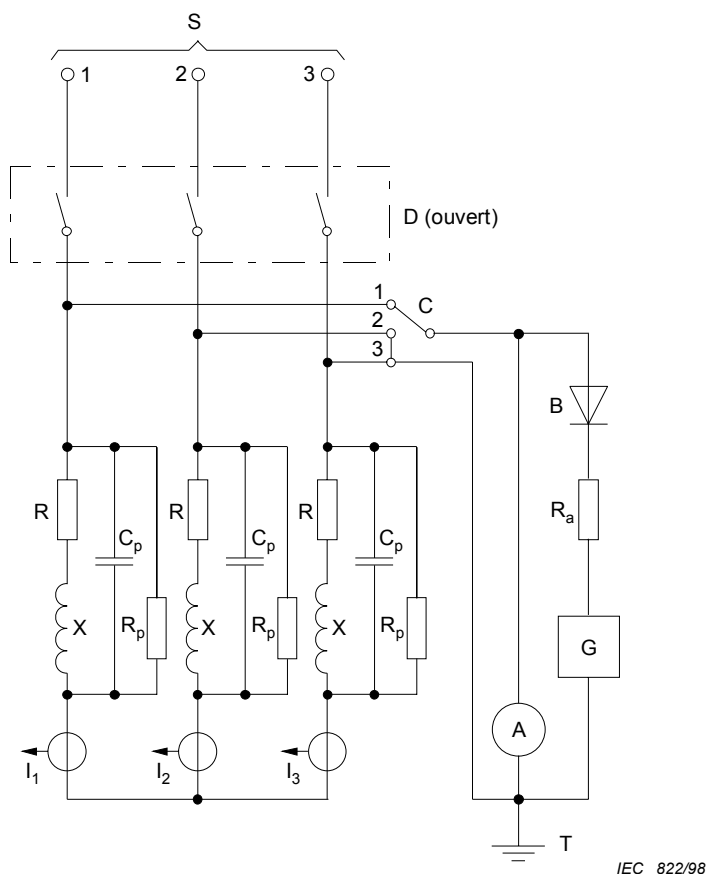 S
1 2 3
D (ouvert)
1
C
2
3
B
R Cp R Cp R Cp Ra
X Rp X Rp X Rp G
A
I1 I2 I3
T
IEC 822/98